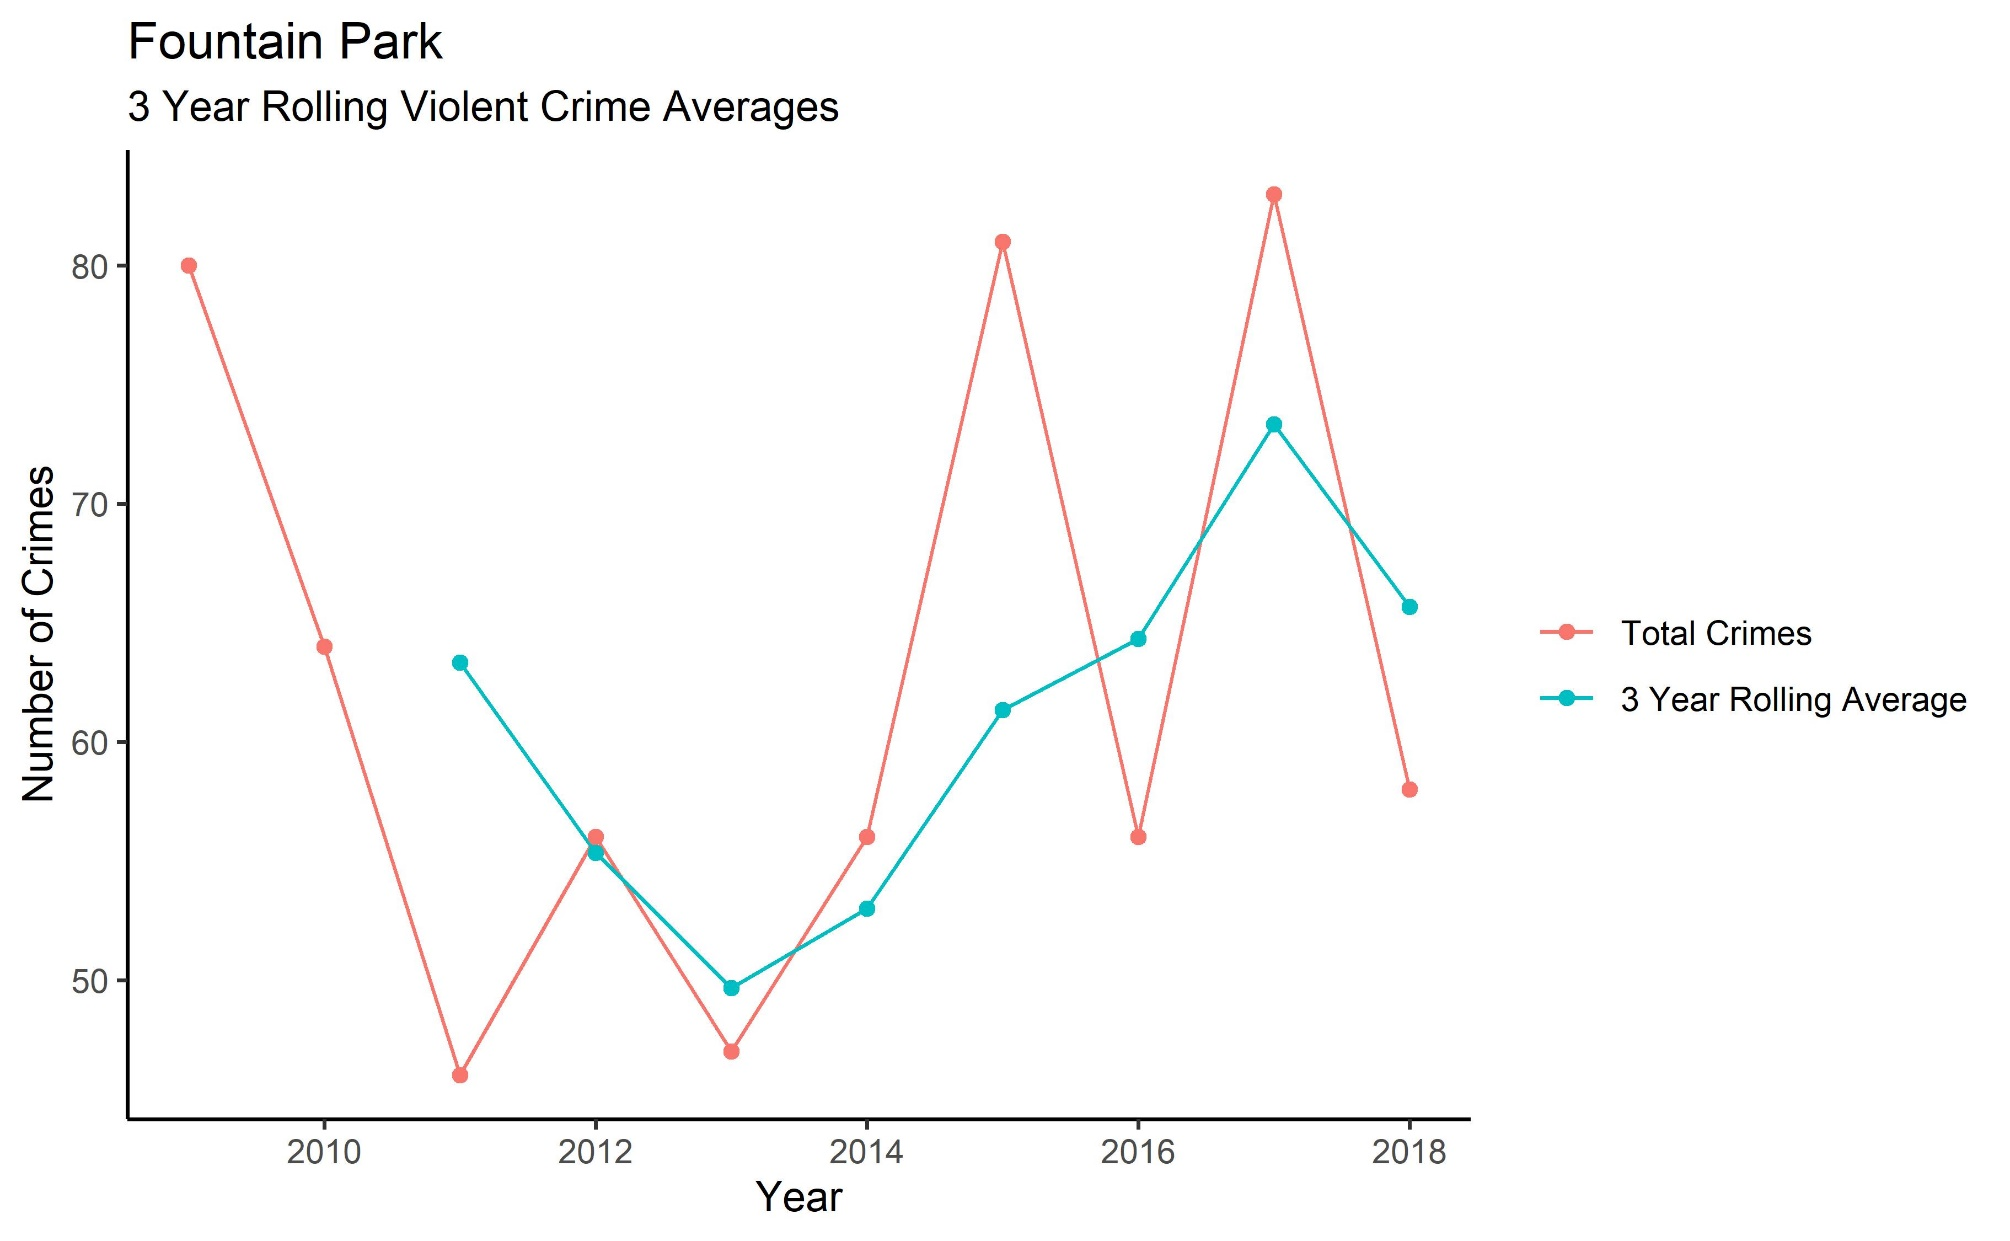 Fountain Park
3 Year Rolling Violent Crime Averages
Number of Crimes
80
70
60
50
2010 2012 2014 2016 2018
Year
Total Crimes
3 Year Rolling Average